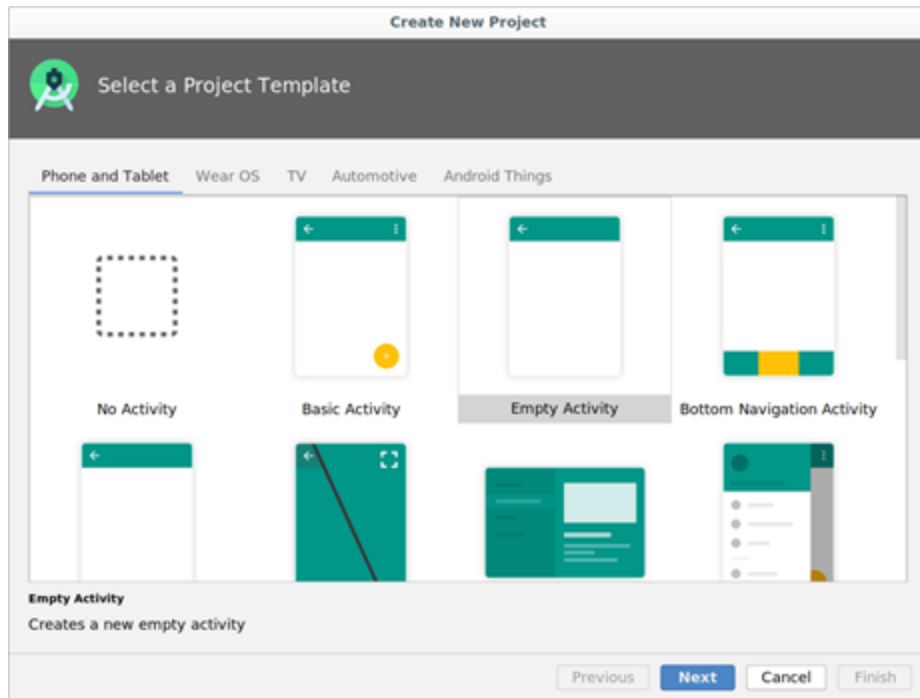 Create New Project
Select a Project Template
Phone and Tablet Wear OS TV Automotive Android Things
No Activity Basic Activity Empty Activity Bottom Navigation Activity
Empty Activity
Creates a new empty activity
Previous Next Cancel Finish